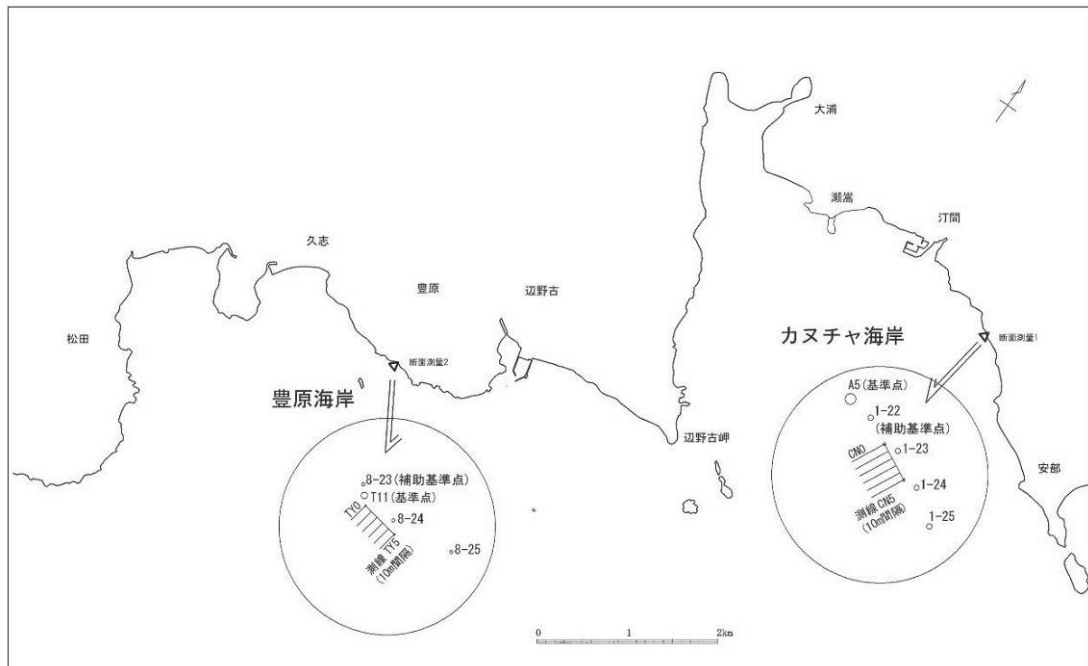 大浦
瀬嵩
汀間
久志
豊原
辺野古
松田
断面測量2
カヌチャ海岸
断面測量1
豊原海岸
A5(基準点)
1-22
(補助基準点)
CN0
1-23
1-24
測線 CN5
(10m間隔)
1-25
辺野古岬
安部
8-23(補助基準点)
T11(基準点)
TY0
8-24
測線 TY5
(10m間隔)
8-25
0 1 2km